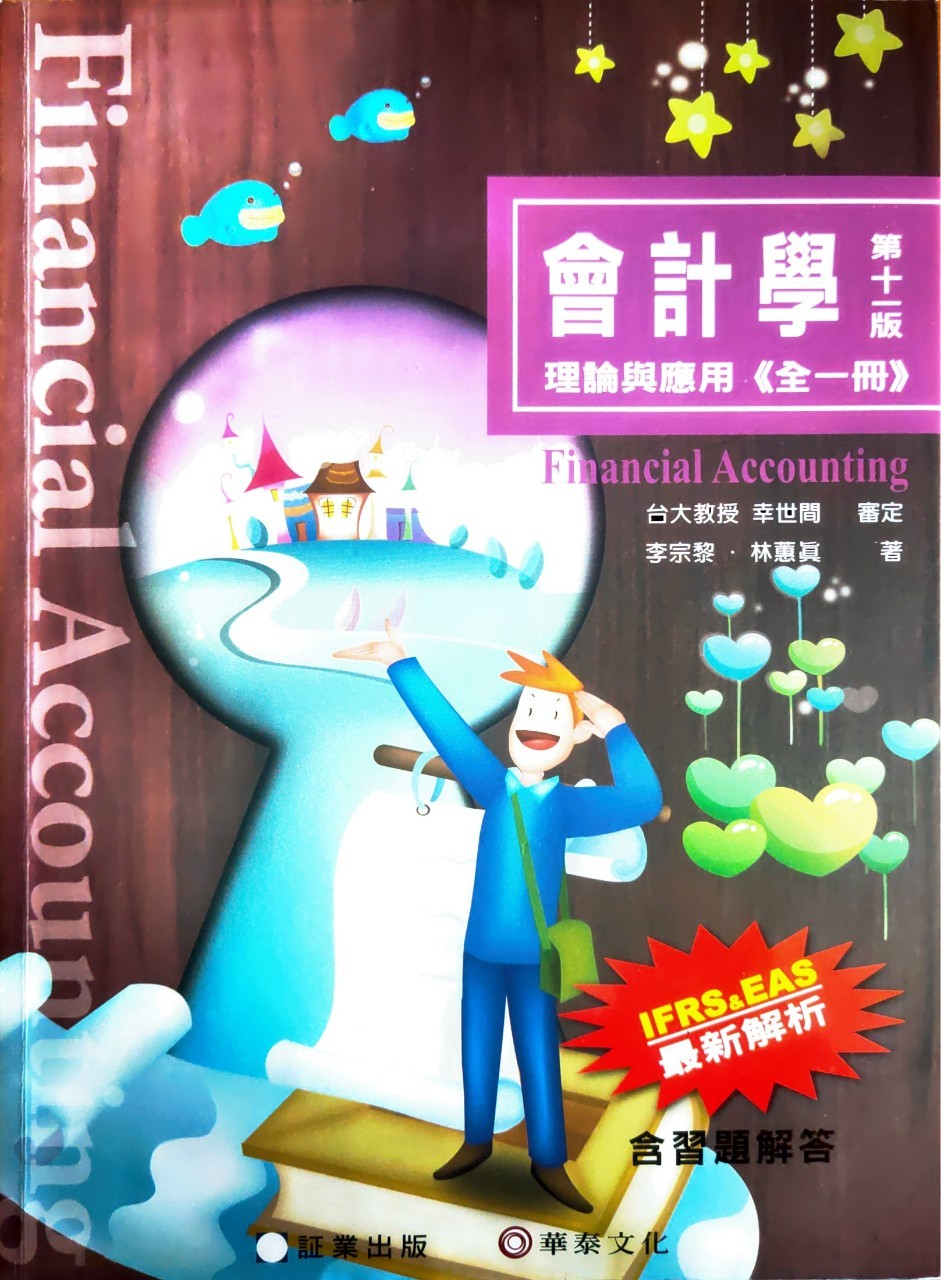 Financial Accounting
會計學
第十一版
理論與應用《全一冊》
Financial Accounting
台大教授 幸世間 審定
李宗黎．林蕙眞 著
IFRS&EAS
最新解析
含習題解答
証業出版
華泰文化